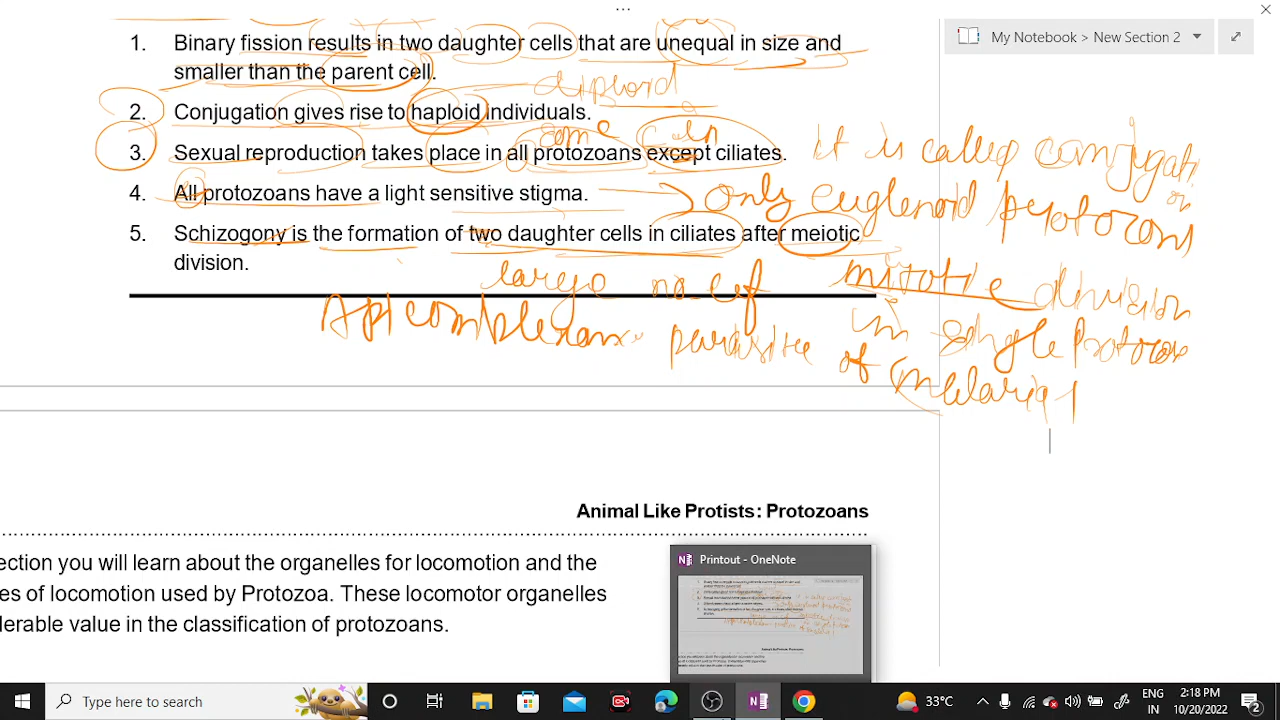 ...
My Notebook > New Section 2
1. Binary fission results in two daughter cells that are unequal in size and
smaller than the parent cell.
diploid
2. Conjugation gives rise to haploid individuals.
some
3. Sexual reproduction takes place in all protozoans except ciliates.
It is called conjugation
4. All protozoans have a light sensitive stigma.
only euglenoid protozoans
5. Schizogony is the formation of two daughter cells in ciliates after meiotic
division.
large no. of mitotic division
Apicomplexans parasite in single protozoa
of malaria
Animal Like Protists: Protozoans
ection you will learn about the organelles for locomotion and the
es of locomotion used by Protozoa. These locomotor organelles
value in the classification of protozoans.
Printout - OneNote
Type here to search
33°C
ENG
IN
2:18 PM
10/20/2022
2